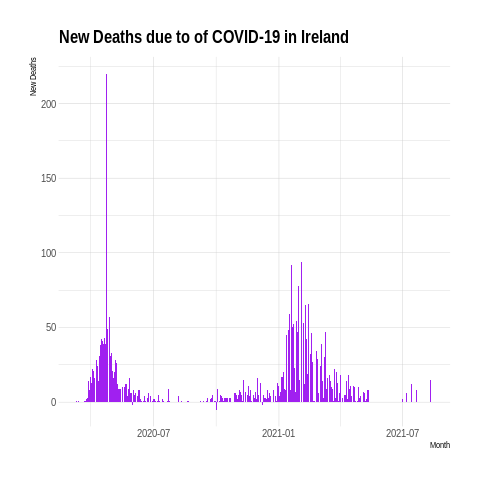 New Deaths due to of COVID-19 in Ireland
New Deaths
200
150
100
50
0
2020-07
2021-01
2021-07
Month